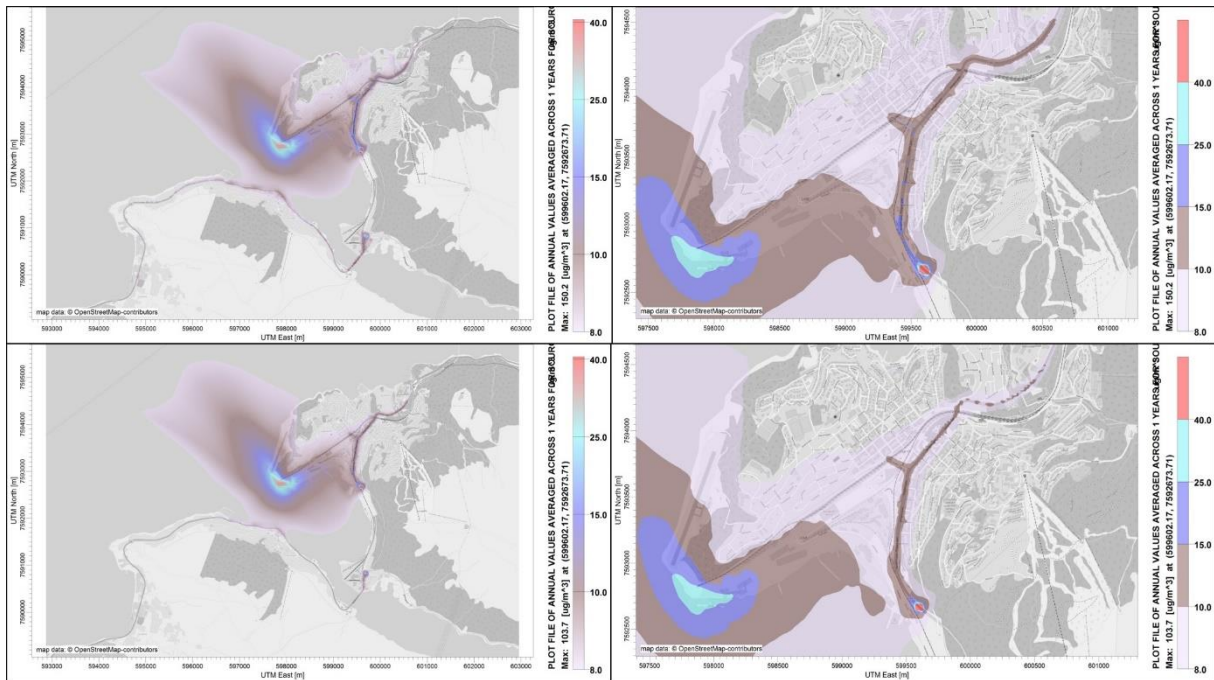 7595000
7594000
7593000
7592000
7591000
7590000
UTM North [m]
map data: © OpenStreetMap-contributors
593000 594000 595000 596000 597000 598000 599000 600000 601000 602000 603000
UTM East [m]
PLOT FILE OF ANNUAL VALUES AVERAGED ACROSS 1 YEARS FOR SOU
Max: 150.2 [ug/m^3] at (599602.17, 7592673.71)
40.0
25.0
15.0
10.0
8.0
7594500
7594000
7593500
7593000
7592500
UTM North [m]
map data: © OpenStreetMap-contributors
597500 598000 598500 599000 599500 600000 600500 601000
UTM East [m]
PLOT FILE OF ANNUAL VALUES AVERAGED ACROSS 1 YEARS FOR SOU
Max: 150.2 [ug/m^3] at (599602.17, 7592673.71)
40.0
25.0
15.0
10.0
8.0
7595000
7594000
7593000
7592000
7591000
7590000
UTM North [m]
map data: © OpenStreetMap-contributors
593000 594000 595000 596000 597000 598000 599000 600000 601000 602000 603000
UTM East [m]
PLOT FILE OF ANNUAL VALUES AVERAGED ACROSS 1 YEARS FOR SOU
Max: 103.7 [ug/m^3] at (599602.17, 7592673.71)
40.0
25.0
15.0
10.0
8.0
7594500
7594000
7593500
7593000
7592500
UTM North [m]
map data: © OpenStreetMap-contributors
597500 598000 598500 599000 599500 600000 600500 601000
UTM East [m]
PLOT FILE OF ANNUAL VALUES AVERAGED ACROSS 1 YEARS FOR SOU
Max: 103.7 [ug/m^3] at (599602.17, 7592673.71)
40.0
25.0
15.0
10.0
8.0